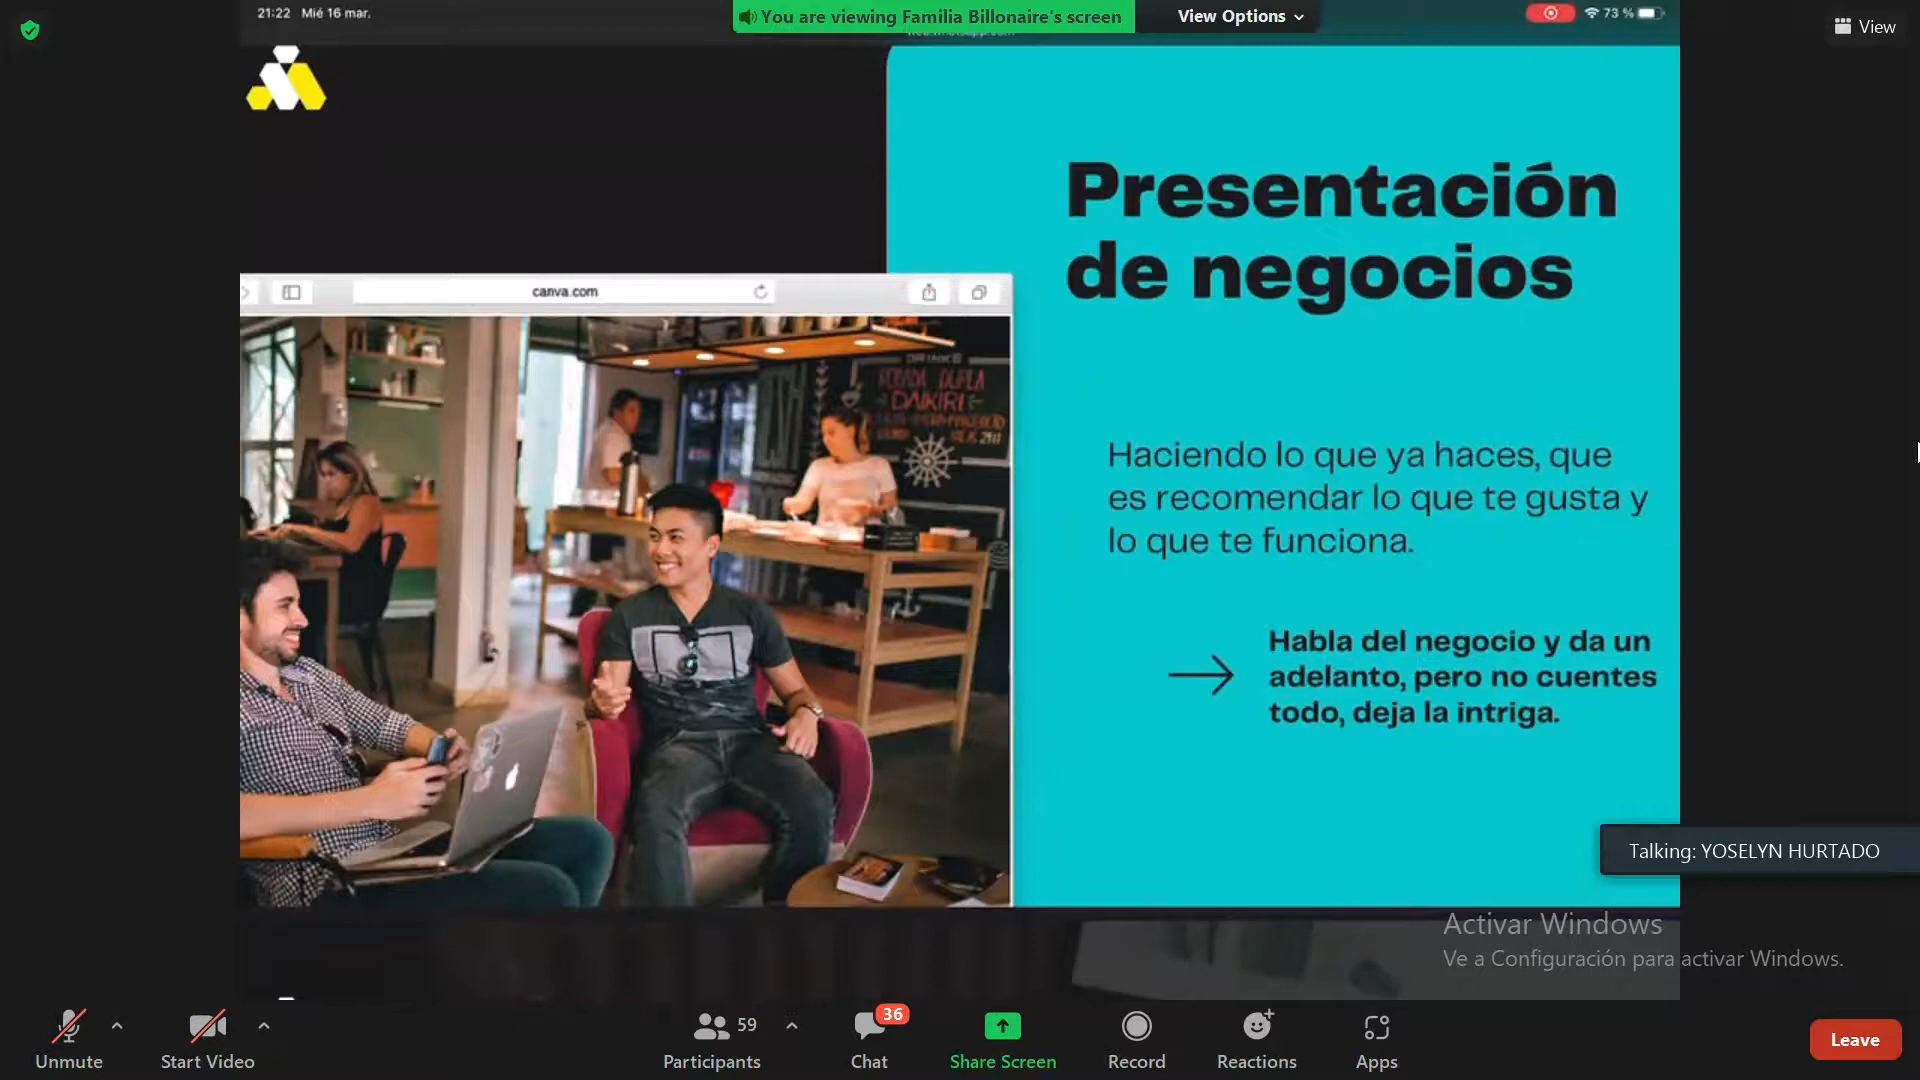 21:22 Mié 16 mar.
You are viewing Familia Billonaire's screen
View Options
73 %
View
Presentación
de negocios
canva.com
DAIKIRI
Haciendo lo que ya haces, que
es recomendar lo que te gusta y
lo que te funciona.
Habla del negocio y da un
adelanto, pero no cuentes
todo, deja la intriga.
Talking: YOSELYN HURTADO
Activar Windows
Ve a Configuración para activar Windows.
Unmute
Start Video
59
Participants
36
Chat
Share Screen
Record
Reactions
Apps
Leave